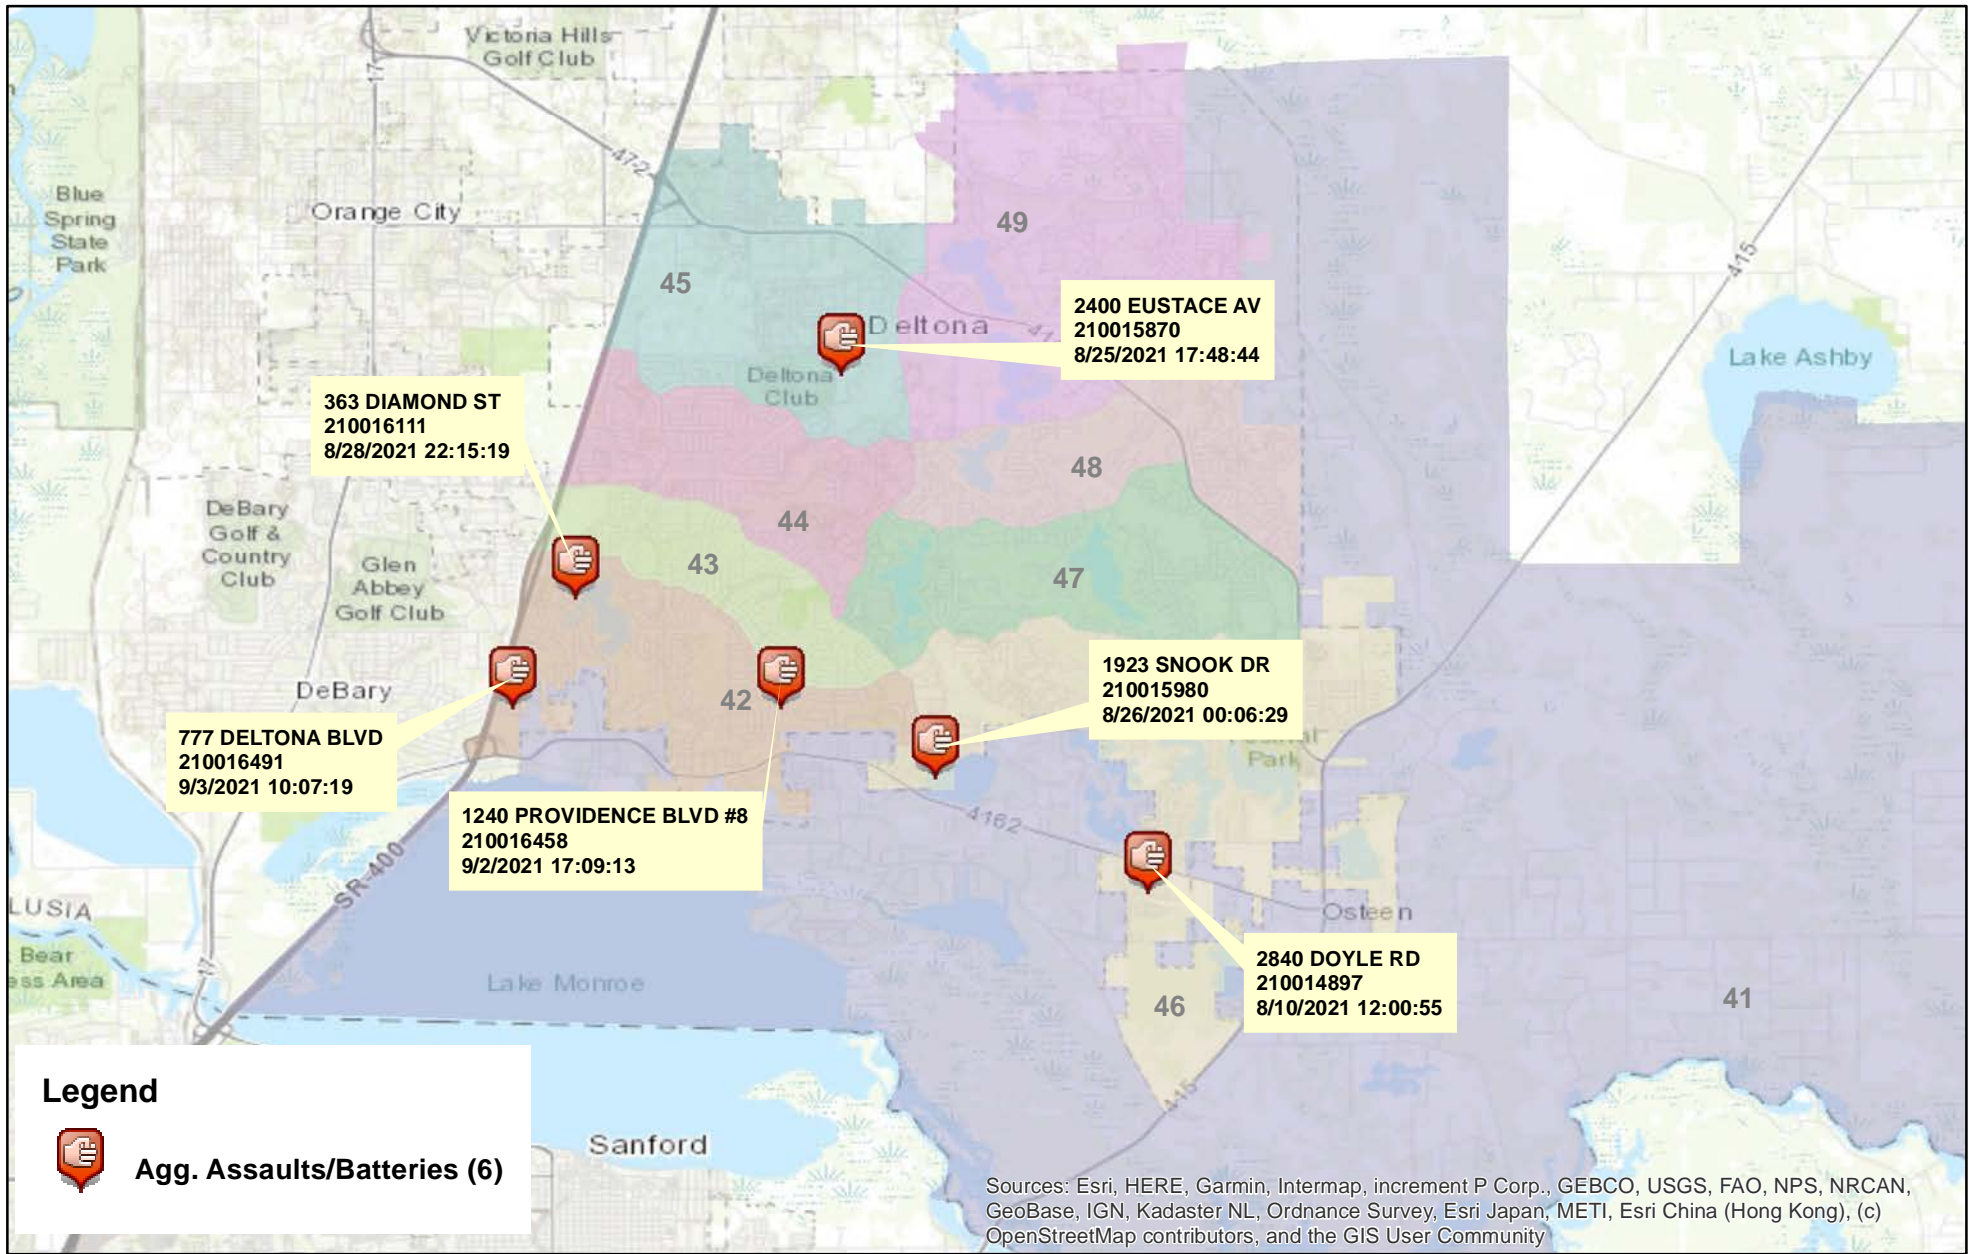 Victoria Hills
Golf Club
17
47-2
Blue
Spring
State
Park
Orange City
49
45
415
2400 EUSTACE AV
210015870
8/25/2021 17:48:44
Deltona
Lake Ashby
Deltona
Club
363 DIAMOND ST
210016111
8/28/2021 22:15:19
48
44
DeBary
Golf &
Country
Club
Glen
Abbey
Golf Club
43
47
1923 SNOOK DR
210015980
8/26/2021 00:06:29
DeBary
42
777 DELTONA BLVD
210016491
9/3/2021 10:07:19
Park
1240 PROVIDENCE BLVD #8
210016458
9/2/2021 17:09:13
4162
SR-400
LUSIA
Osteen
Bear
ess Area
17
Lake Monroe
2840 DOYLE RD
210014897
8/10/2021 12:00:55
46
41
415
Legend
Agg. Assaults/Batteries (6)
Sanford
Sources: Esri, HERE, Garmin, Intermap, increment P Corp., GEBCO, USGS, FAO, NPS, NRCAN,
GeoBase, IGN, Kadaster NL, Ordnance Survey, Esri Japan, METI, Esri China (Hong Kong), (c)
OpenStreetMap contributors, and the GIS User Community